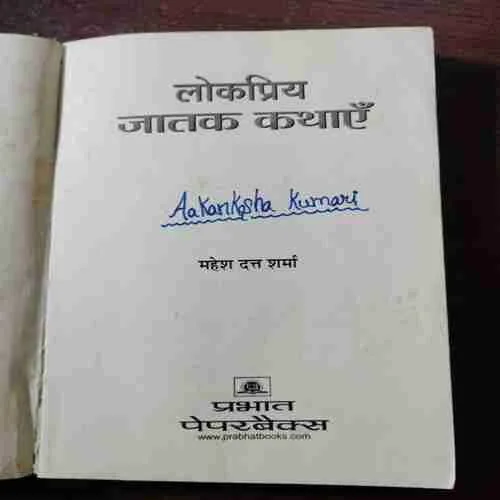 लोकप्रिय
जातक कथाएँ
Aakanksha Kumari
महेश दत्त शर्मा
प्रभात
पेपरबैक्स
www.prabhatbooks.com